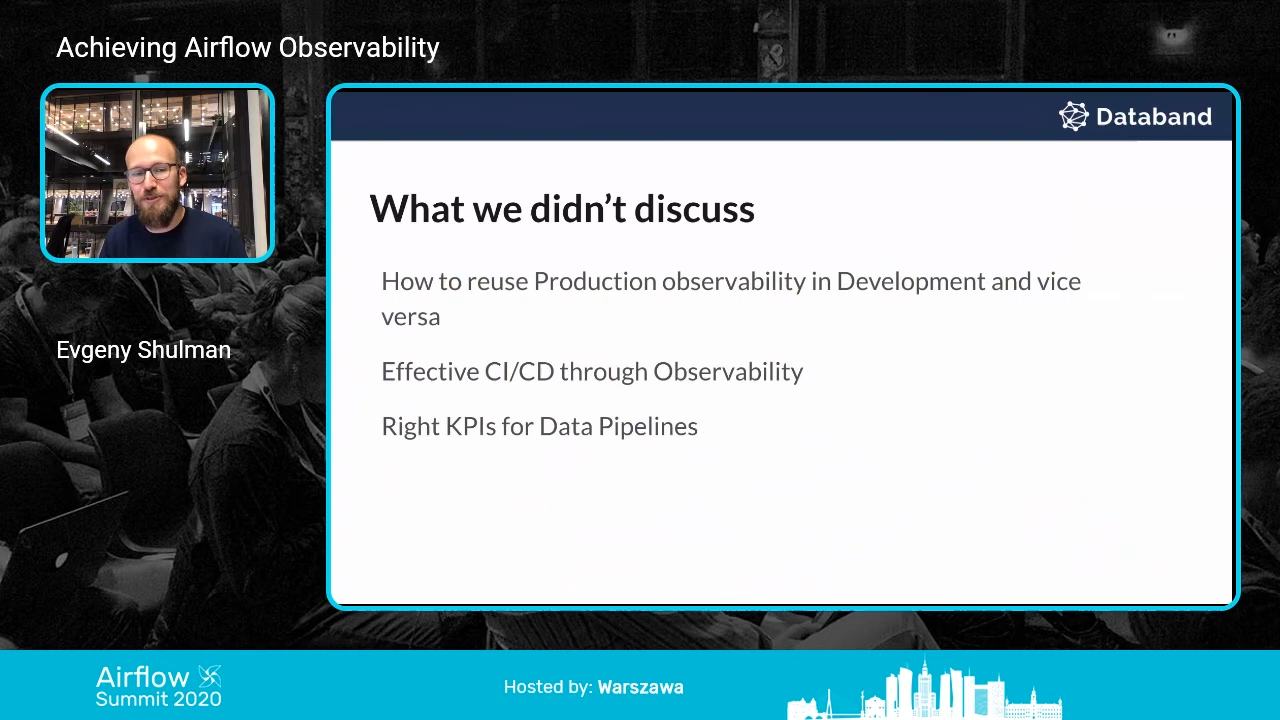 Achieving Airflow Observability
Databand
What we didn't discuss
How to reuse Production observability in Development and vice
versa
Effective CI/CD through Observability
Right KPIs for Data Pipelines
Evgeny Shulman
Airflow
Summit 2020
Hosted by: Warszawa